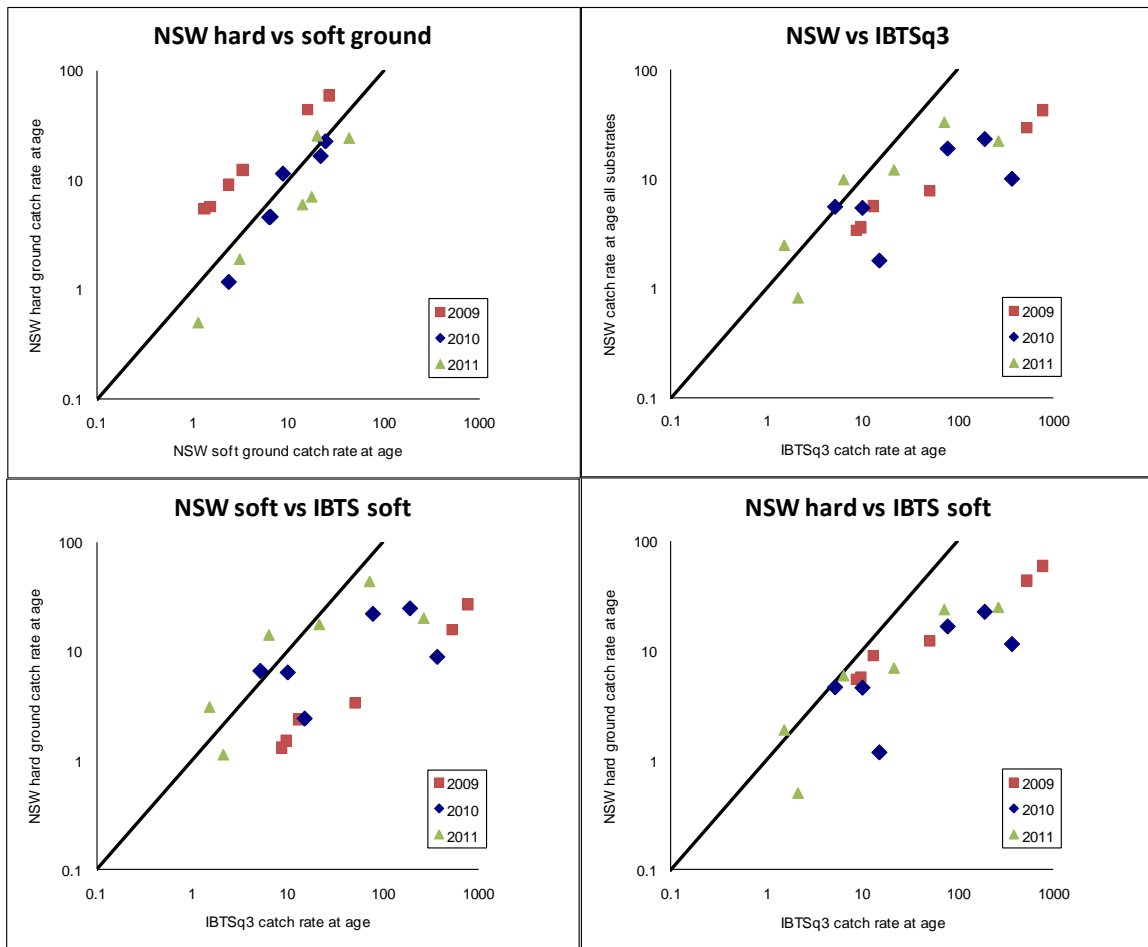 NSW hard vs soft ground
100
10
1
0.1
0.1 1 10 100 1000
NSW hard ground catch rate at age
NSW soft ground catch rate at age
2009
2010
2011
NSW vs IBTSq3
100
10
1
0.1
0.1 1 10 100 1000
NSW catch rate at age all substrates
IBTSq3 catch rate at age
2009
2010
2011
NSW soft vs IBTS soft
100
10
1
0.1
0.1 1 10 100 1000
NSW hard ground catch rate at age
IBTSq3 catch rate at age
2009
2010
2011
NSW hard vs IBTS soft
100
10
1
0.1
0.1 1 10 100 1000
NSW hard ground catch rate at age
IBTSq3 catch rate at age
2009
2010
2011